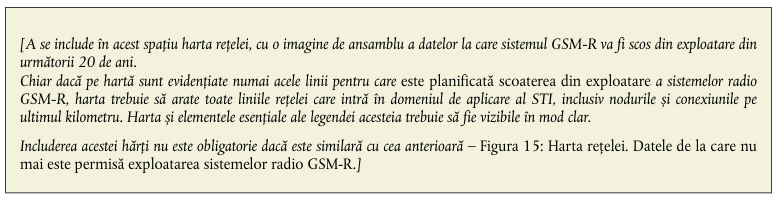 [A se include în acest spațiu harta rețelei, cu o imagine de ansamblu a datelor la care sistemul GSM-R va fi scos din exploatare din
următorii 20 de ani.
Chiar dacă pe hartă sunt evidențiate numai acele linii pentru care este planificată scoaterea din exploatare a sistemelor radio
GSM-R, harta trebuie să arate toate liniile rețelei care intră în domeniul de aplicare al STI, inclusiv nodurile și conexiunile pe
ultimul kilometru. Harta și elementele esențiale ale legendei acesteia trebuie să fie vizibile în mod clar.
Includerea acestei hărți nu este obligatorie dacă este similară cu cea anterioară – Figura 15: Harta rețelei. Datele de la care nu
mai este permisă exploatarea sistemelor radio GSM-R.]